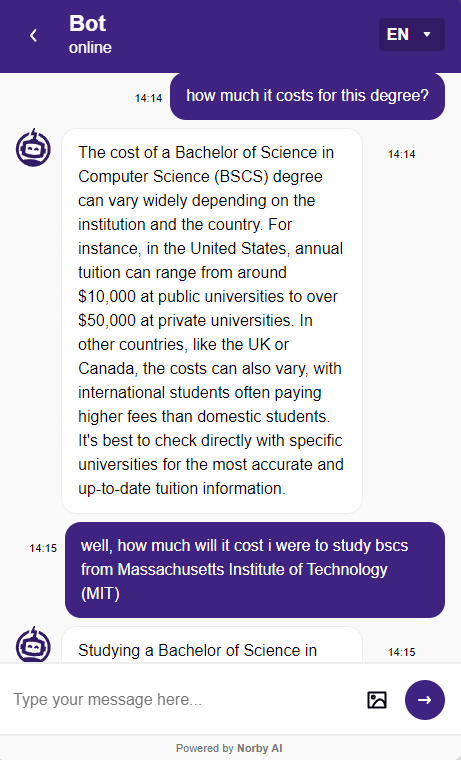 Bot
online
EN
14:14
how much it costs for this degree?
The cost of a Bachelor of Science in
Computer Science (BSCS) degree
can vary widely depending on the
institution and the country. For
instance, in the United States, annual
tuition can range from around
$10,000 at public universities to over
$50,000 at private universities. In
other countries, like the UK or
Canada, the costs can also vary, with
international students often paying
higher fees than domestic students.
It's best to check directly with specific
universities for the most accurate and
up-to-date tuition information.
14:14
14:15
well, how much will it cost i were to study bscs
from Massachusetts Institute of Technology
(MIT)
Studying a Bachelor of Science in
14:15
Type your message here...
Powered by Norby AI